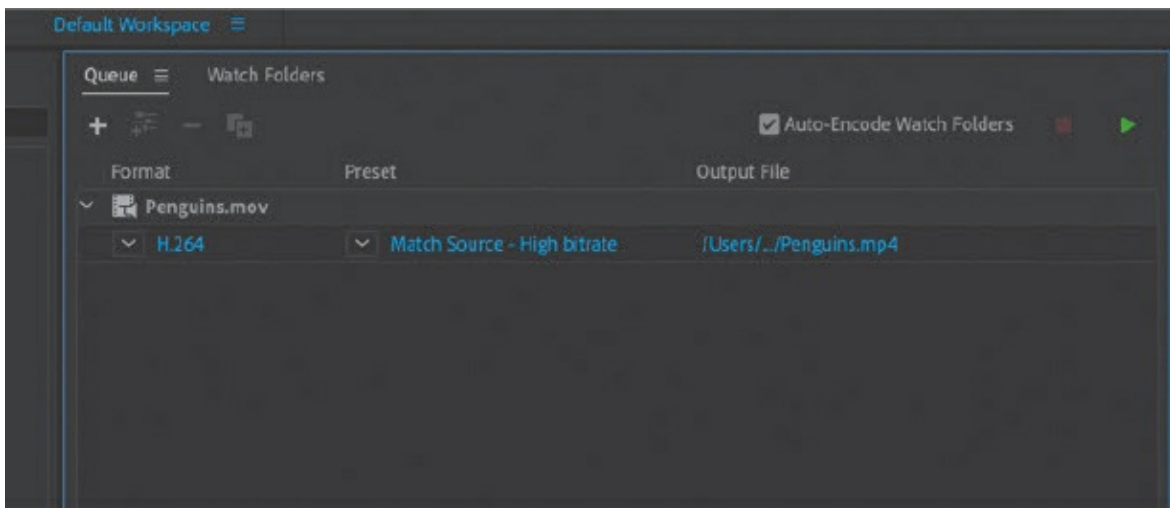 Default Workspace
Queue Watch Folders
Auto-Encode Watch Folders
Format Preset Output File
Penguins.mov
H.264 Match Source - High bitrate /Users/.../Penguins.mp4